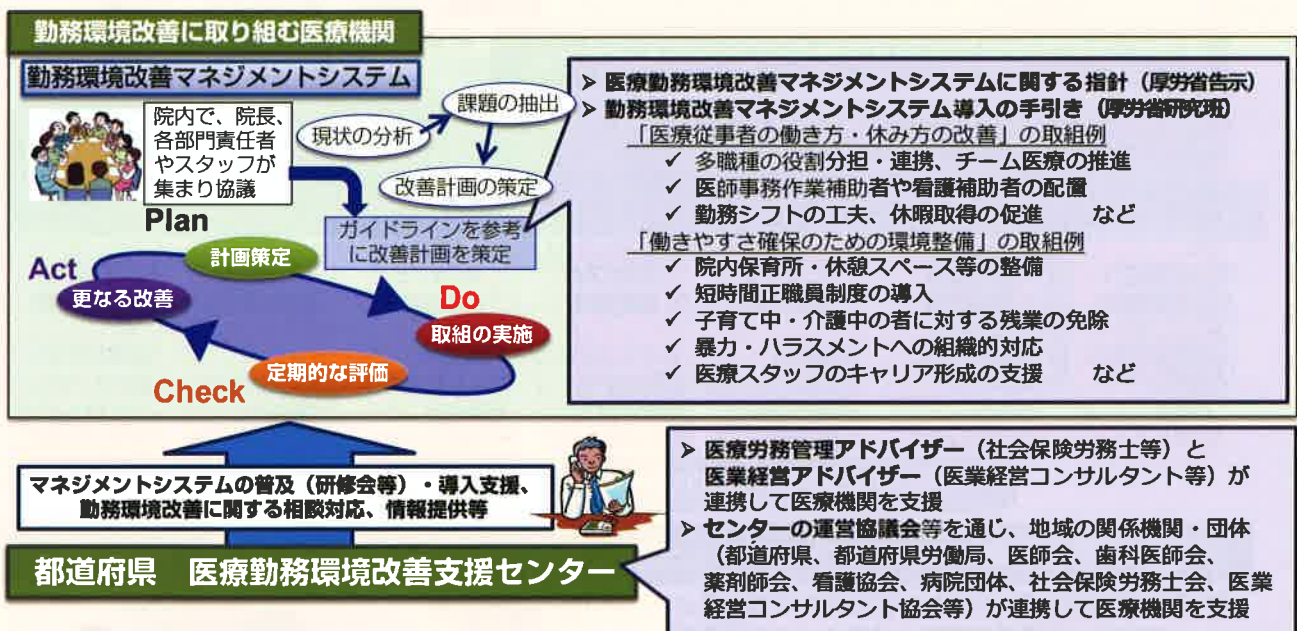 勤務環境改善に取り組む医療機関
勤務環境改善マネジメントシステム
院内で、院長、
各部門責任者
やスタッフが
集まり協議
現状の分析
課題の抽出
改善計画の策定
ガイドラインを参考
に改善計画を策定
Plan
計画策定
Act
更なる改善
Do
取組の実施
Check
定期的な評価
➢ 医療勤務環境改善マネジメントシステムに関する指針（厚労省告示）
➢ 勤務環境改善マネジメントシステム導入の手引き（厚労省研究班）
「医療従事者の働き方・休み方の改善」の取組例
✓ 多職種の役割分担・連携、チーム医療の推進
✓ 医師事務作業補助者や看護補助者の配置
✓ 勤務シフトの工夫、休暇取得の促進　　など
「働きやすさ確保のための環境整備」の取組例
✓ 院内保育所・休憩スペース等の整備
✓ 短時間正職員制度の導入
✓ 子育て中・介護中の者に対する残業の免除
✓ 暴力・ハラスメントへの組織的対応
✓ 医療スタッフのキャリア形成の支援　　など
マネジメントシステムの普及（研修会等）・導入支援、
勤務環境改善に関する相談対応、情報提供等
都道府県　医療勤務環境改善支援センター
➢ 医療労務管理アドバイザー（社会保険労務士等）と
医業経営アドバイザー（医業経営コンサルタント等）が
連携して医療機関を支援
➢ センターの運営協議会等を通じ、地域の関係機関・団体
（都道府県、都道府県労働局、医師会、歯科医師会、
薬剤師会、看護協会、病院団体、社会保険労務士会、医業
経営コンサルタント協会等）が連携して医療機関を支援